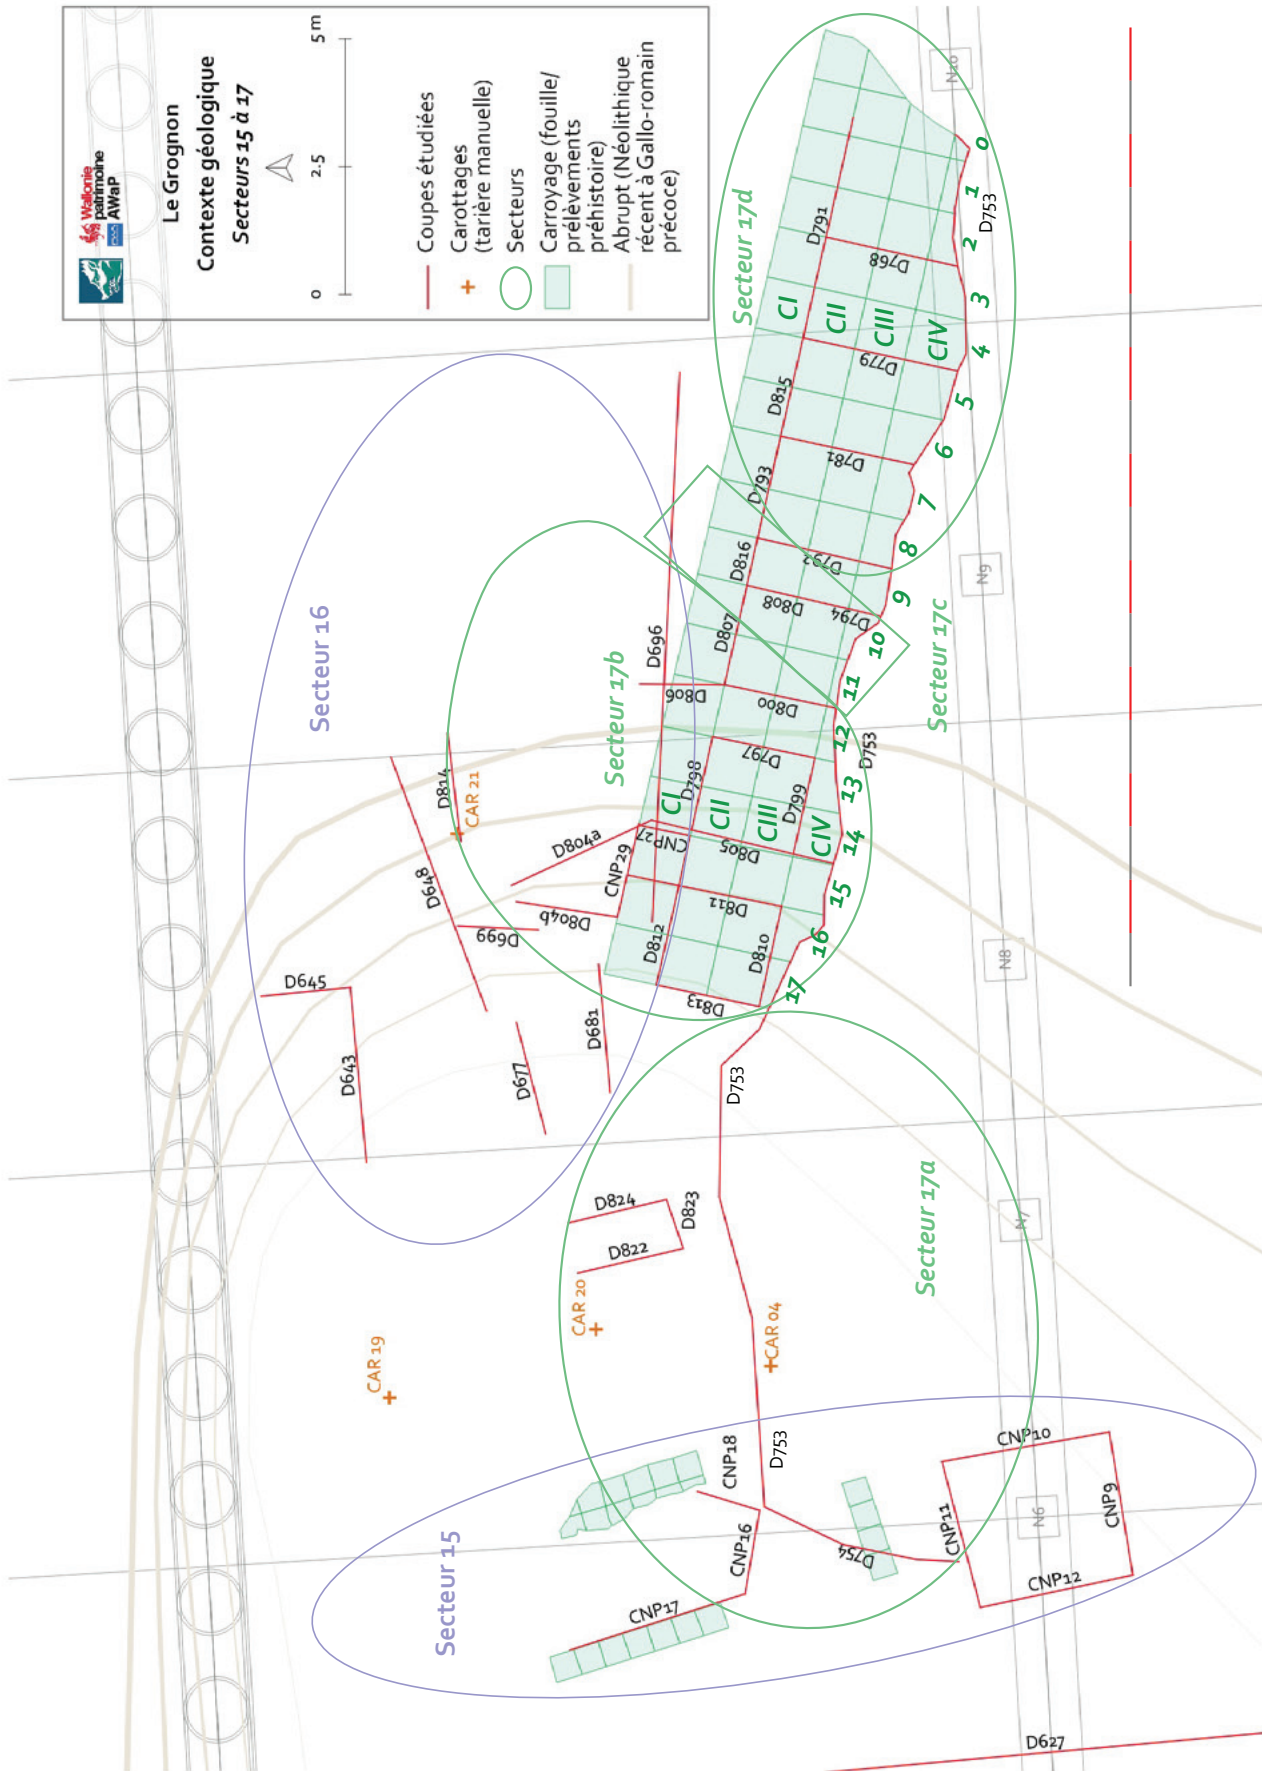 Wallonie
patrimoine
AWaP
Le Grognon
Contexte géologique
Secteurs 15 à 17
0
2.5
5 m
Coupes étudiées
Carottages
(tarière manuelle)
Secteurs
Carroyage (fouille/
prélèvements
préhistoire)
Abrupt (Néolithique
récent à Gallo-romain
précoce)
Secteur 16
Secteur 15
Secteur 17a
Secteur 17b
Secteur 17c
Secteur 17d
N10
N9
N8
N7
N6
D645
D643
D648
D699
D814
CAR 21
D804a
D804b
D677
D681
D696
D806
CNP29
CNP27
D812
D813
D810
D811
D805
D798
D799
D797
D800
D807
D808
D794
D816
D792
D793
D781
D815
D779
D791
D768
D753
D753
D753
D753
CI
CII
CIII
CIV
CI
CII
CIII
CIV
0
1
2
3
4
5
6
7
8
9
10
11
12
13
14
15
16
17
D824
D823
D822
CAR 20
CAR 19
CAR 04
CNP18
CNP16
CNP17
D754
CNP11
CNP10
CNP9
CNP12
D627